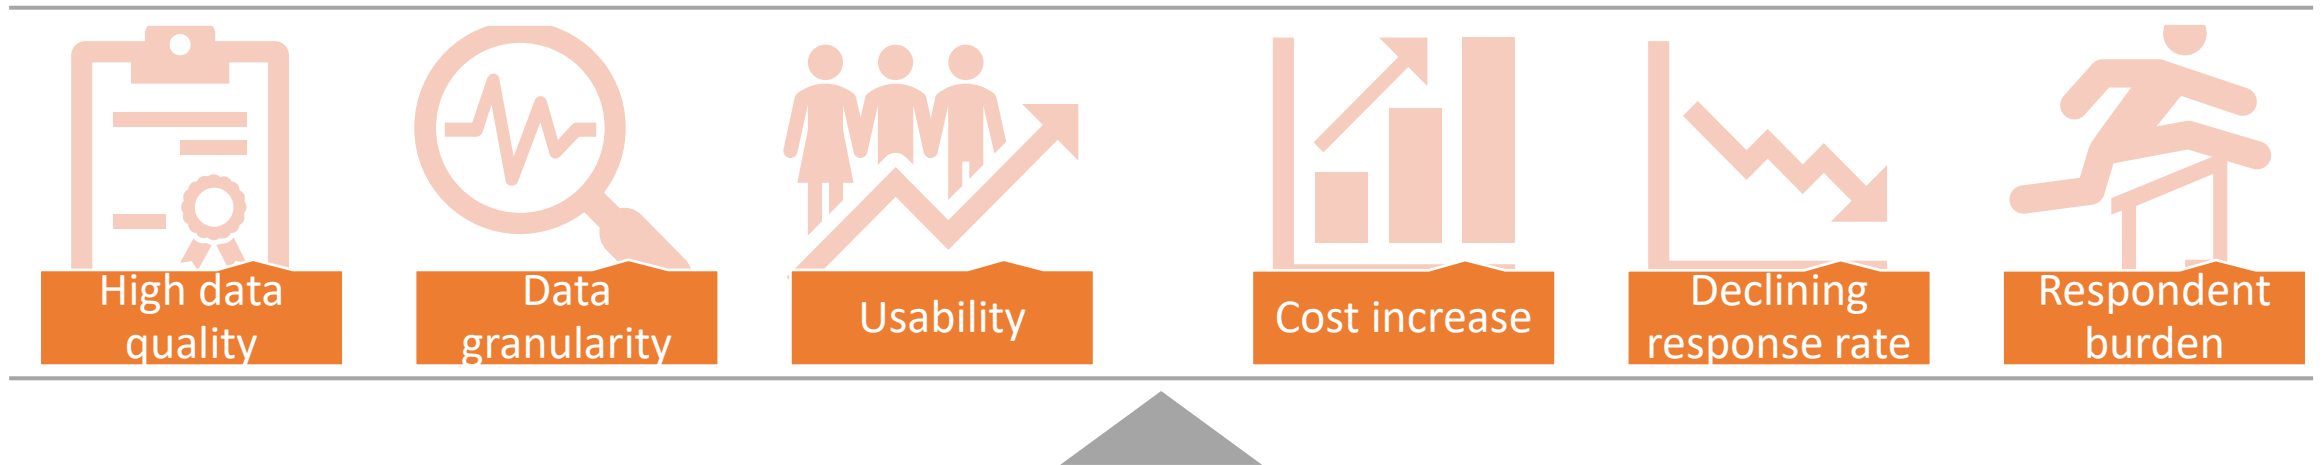 High data
quality
Data
granularity
Usability
Cost increase
Declining
response rate
Respondent
burden